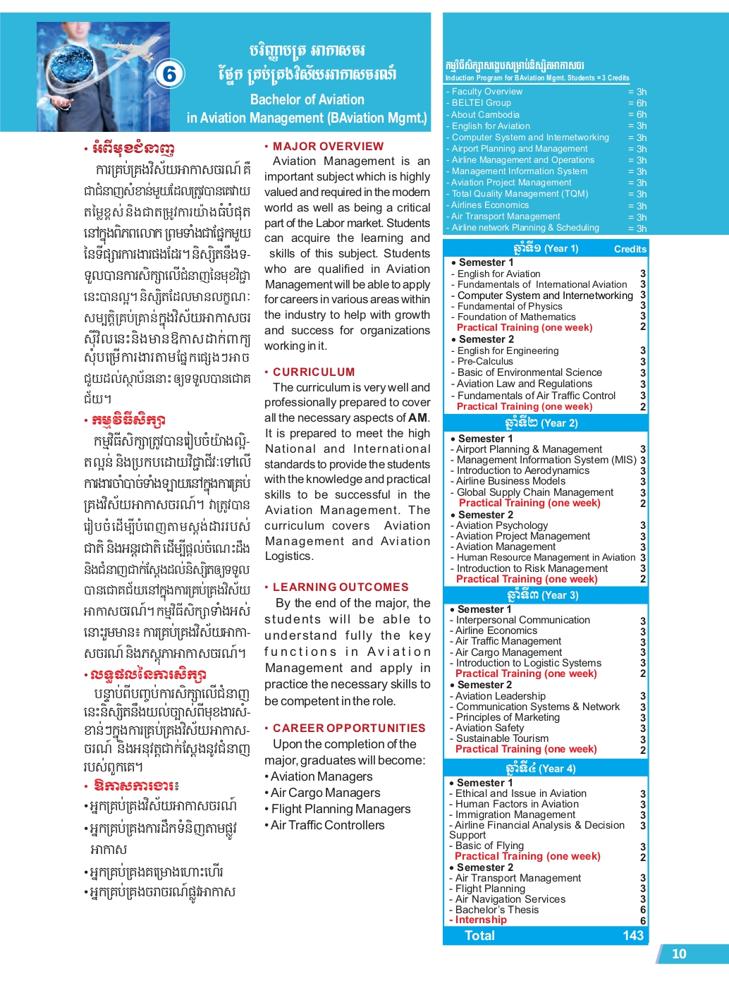 បរិញ្ញាបត្រ អាកាសចរ
ផ្នែក គ្រប់គ្រងវិស័យអាកាសចរណ៍
6
Bachelor of Aviation
in Aviation Management (BAviation Mgmt.)
• អំពីមុខជំនាញ
ការគ្រប់គ្រងវិស័យអាកាសចរណ៍ គឺ
ជាជំនាញសំខាន់មួយដែលត្រូវបានគេវាយ
តម្លៃខ្ពស់ និងជាតម្រូវការយ៉ាងធំបំផុត
នៅក្នុងពិភពលោក ព្រមទាំងជាផ្នែកមួយ
នៃទីផ្សារការងារផងដែរ។ និស្សិតនឹងទ-
ទួលបានការសិក្សាលើជំនាញនៃមុខវិជ្ជា
នេះបានល្អ។ និស្សិតដែលមានលក្ខណៈ
សម្បត្តិគ្រប់គ្រាន់ក្នុងវិស័យអាកាសចរ
ស៊ីវិលនេះនិងមានឱកាសដាក់ពាក្យ
សុំបម្រើការងារតាមផ្នែកផ្សេងៗអាច
ជួយដល់ស្ថាប័ននោះ ឲ្យទទួលបានជោគ
ជ័យ។
• កម្មវិធីសិក្សា
កម្មវិធីសិក្សាត្រូវបានរៀបចំយ៉ាងល្អិ-
តល្អន់ និងប្រកបដោយវិជ្ជាជីវៈទៅលើ
ការងារចាំបាច់ទាំងឡាយនៅក្នុងការគ្រប់
គ្រងវិស័យអាកាសចរណ៍។ វាត្រូវបាន
រៀបចំដើម្បីបំពេញតាមស្តង់ដាររបស់
ជាតិ និងអន្តរជាតិ ដើម្បីផ្តល់ចំណេះដឹង
និងជំនាញជាក់ស្តែងដល់និស្សិតឲ្យទទួល
បានជោគជ័យនៅក្នុងការគ្រប់គ្រងវិស័យ
អាកាសចរណ៍។ កម្មវិធីសិក្សាទាំងអស់
នោះរួមមាន៖ ការគ្រប់គ្រងវិស័យអាកា-
សចរណ៍ និងភស្តុភាអាកាសចរណ៍។
• លទ្ធផលនៃការសិក្សា
បន្ទាប់ពីបញ្ចប់ការសិក្សាលើជំនាញ
នេះនិស្សិតនឹងយល់ច្បាស់ពីមុខងារសំ-
ខាន់ៗក្នុងការគ្រប់គ្រងវិស័យអាកាស-
ចរណ៍ និងអនុវត្តជាក់ស្តែងនូវជំនាញ
របស់ពួកគេ។
• ឱកាសការងារ៖
• អ្នកគ្រប់គ្រងវិស័យអាកាសចរណ៍
• អ្នកគ្រប់គ្រងការដឹកទំនិញតាមផ្លូវ
អាកាស
• អ្នកគ្រប់គ្រងគម្រោងហោះហើរ
• អ្នកគ្រប់គ្រងចរាចរណ៍ផ្លូវអាកាស
• MAJOR OVERVIEW
Aviation Management is an
important subject which is highly
valued and required in the modern
world as well as being a critical
part of the Labor market. Students
can acquire the learning and
skills of this subject. Students
who are qualified in Aviation
Management will be able to apply
for careers in various areas within
the industry to help with growth
and success for organizations
working in it.
• CURRICULUM
The curriculum is very well and
professionally prepared to cover
all the necessary aspects of AM.
It is prepared to meet the high
National and International
standards to provide the students
with the knowledge and practical
skills to be successful in the
Aviation Management. The
curriculum covers Aviation
Management and Aviation
Logistics.
• LEARNING OUTCOMES
By the end of the major, the
students will be able to
understand fully the key
functions in Aviation
Management and apply in
practice the necessary skills to
be competent in the role.
• CAREER OPPORTUNITIES
Upon the completion of the
major, graduates will become:
• Aviation Managers
• Air Cargo Managers
• Flight Planning Managers
• Air Traffic Controllers
កម្មវិធីសិក្សាសង្ខេបសម្រាប់និស្សិតអាកាសចរ
Induction Program for BAviation Mgmt. Students = 3 Credits
- Faculty Overview = 3h
- BELTEI Group = 6h
- About Cambodia = 6h
- English for Aviation = 3h
- Computer System and Internetworking = 3h
- Airport Planning and Management = 3h
- Airline Management and Operations = 3h
- Management Information System = 3h
- Aviation Project Management = 3h
- Total Quality Management (TQM) = 3h
- Airlines Economics = 3h
- Air Transport Management = 3h
- Airline network Planning & Scheduling = 3h
ឆ្នាំទី១ (Year 1) Credits
• Semester 1
- English for Aviation 3
- Fundamentals of International Aviation 3
- Computer System and Internetworking 3
- Fundamental of Physics 3
- Foundation of Mathematics 3
Practical Training (one week) 2
• Semester 2
- English for Engineering 3
- Pre-Calculus 3
- Basic of Environmental Science 3
- Aviation Law and Regulations 3
- Fundamentals of Air Traffic Control 3
Practical Training (one week) 2
ឆ្នាំទី២ (Year 2)
• Semester 1
- Airport Planning & Management 3
- Management Information System (MIS) 3
- Introduction to Aerodynamics 3
- Airline Business Models 3
- Global Supply Chain Management 3
Practical Training (one week) 2
• Semester 2
- Aviation Psychology 3
- Aviation Project Management 3
- Aviation Management 3
- Human Resource Management in Aviation 3
- Introduction to Risk Management 3
Practical Training (one week) 2
ឆ្នាំទី៣ (Year 3)
• Semester 1
- Interpersonal Communication 3
- Airline Economics 3
- Air Traffic Management 3
- Air Cargo Management 3
- Introduction to Logistic Systems 3
Practical Training (one week) 2
• Semester 2
- Aviation Leadership 3
- Communication Systems & Network 3
- Principles of Marketing 3
- Aviation Safety 3
- Sustainable Tourism 3
Practical Training (one week) 2
ឆ្នាំទី៤ (Year 4)
• Semester 1
- Ethical and Issue in Aviation 3
- Human Factors in Aviation 3
- Immigration Management 3
- Airline Financial Analysis & Decision 3
Support
- Basic of Flying 3
Practical Training (one week) 2
• Semester 2
- Air Transport Management 3
- Flight Planning 3
- Air Navigation Services 3
- Bachelor's Thesis 6
- Internship 6
Total 143
10